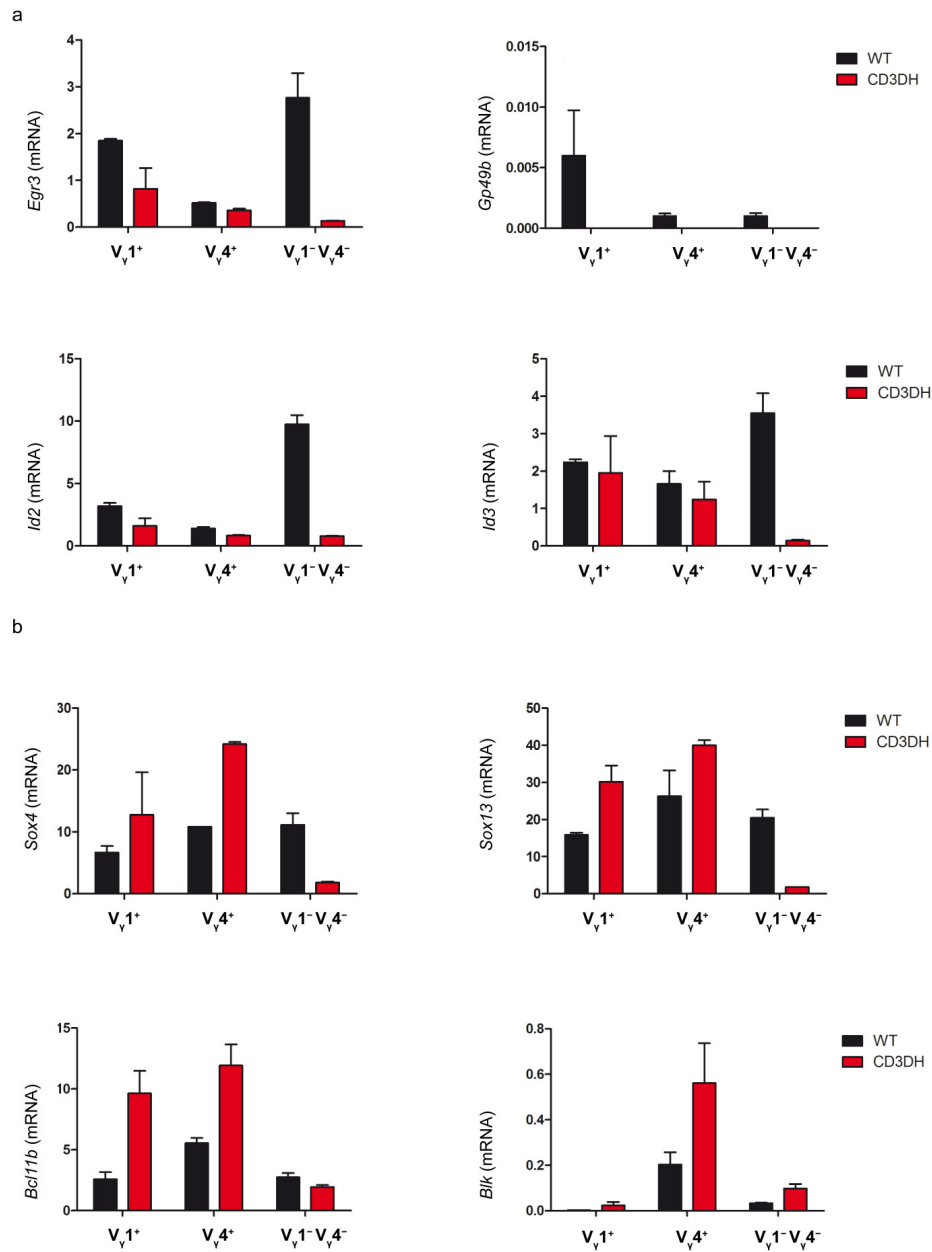 a
4
3
2
1
0
Egr3 (mRNA)
Vγ1⁺ Vγ4⁺ Vγ1⁻ Vγ4⁻
0.015
0.010
0.005
0.000
Gp49b (mRNA)
Vγ1⁺ Vγ4⁺ Vγ1⁻ Vγ4⁻
WT
CD3DH
15
10
5
0
Id2 (mRNA)
Vγ1⁺ Vγ4⁺ Vγ1⁻ Vγ4⁻
5
4
3
2
1
0
Id3 (mRNA)
Vγ1⁺ Vγ4⁺ Vγ1⁻ Vγ4⁻
WT
CD3DH
b
30
20
10
0
Sox4 (mRNA)
Vγ1⁺ Vγ4⁺ Vγ1⁻ Vγ4⁻
50
40
30
20
10
0
Sox13 (mRNA)
Vγ1⁺ Vγ4⁺ Vγ1⁻ Vγ4⁻
WT
CD3DH
15
10
5
0
Bcl11b (mRNA)
Vγ1⁺ Vγ4⁺ Vγ1⁻ Vγ4⁻
0.8
0.6
0.4
0.2
0.0
Blk (mRNA)
Vγ1⁺ Vγ4⁺ Vγ1⁻ Vγ4⁻
WT
CD3DH